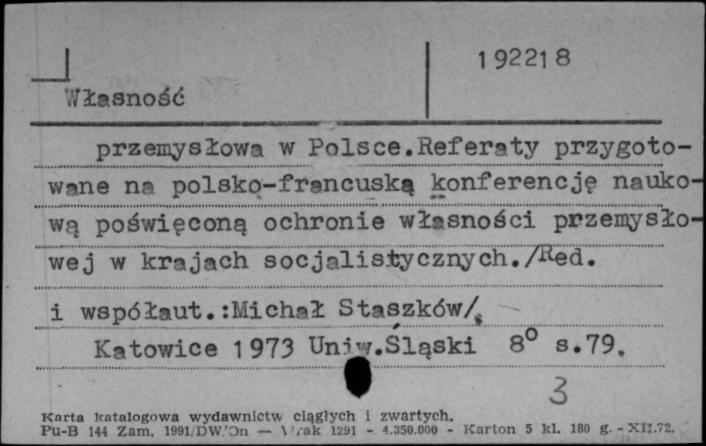 192218
Własność
przemysłowa w Polsce.Referaty przygoto-
wane na polsko-francuską konferencję nauko-
wą poświęconą ochronie własności przemysło-
wej w krajach socjalistycznych./Red.
i współaut.:Michał Staszków/.
Katowice 1973 Uniw.Śląski 8° s.79.
3
Karta katalogowa wydawnictw ciągłych i zwartych.
Pu-B 144 Zam. 1991/DW/On — 1291 - 4.350.000 - Karton 5 kl. 180 g. - XII.72.